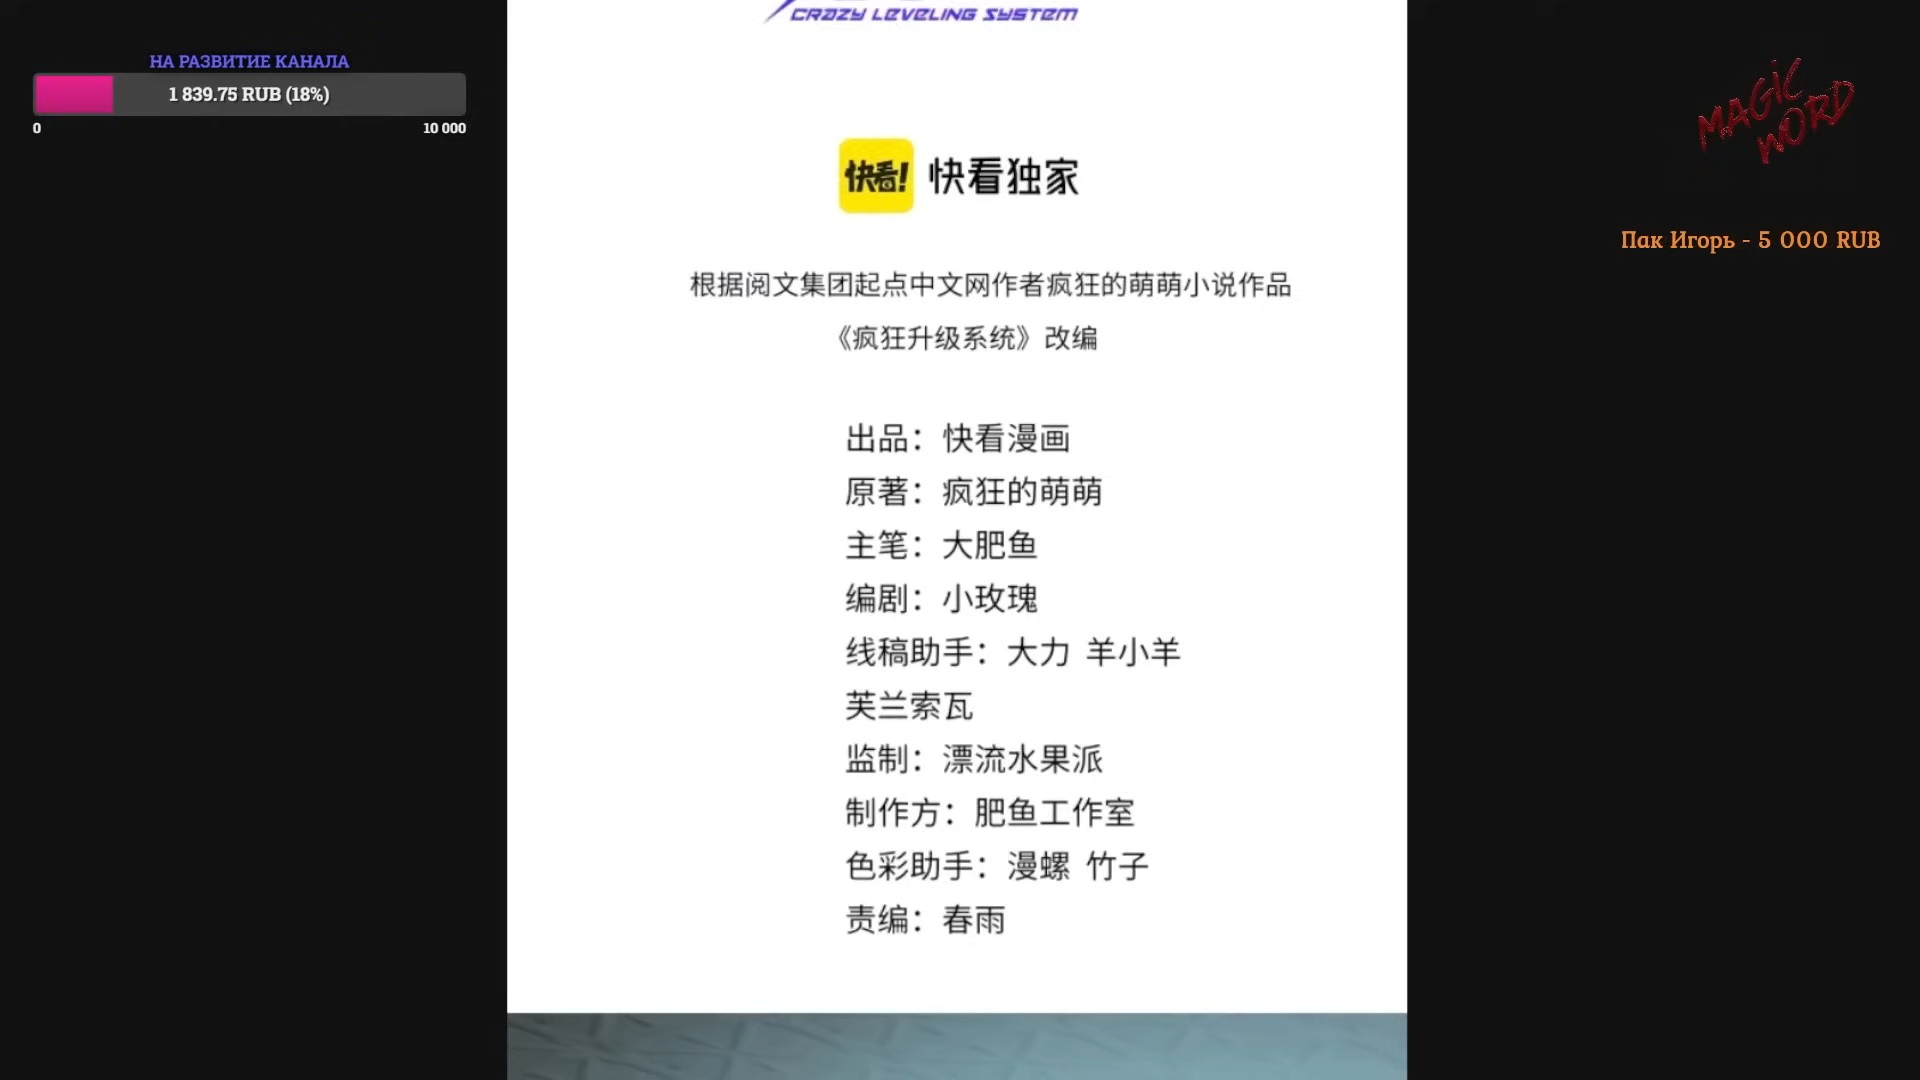 CRAZY LEVELING SYSTEM
НА РАЗВИТИЕ КАНАЛА
1 839.75 RUB (18%)
0
10 000
MAGIC
WORD
Пак Игорь - 5 000 RUB
快看! 快看独家
根据阅文集团起点中文网作者疯狂的萌萌小说作品
《疯狂升级系统》改编
出品：快看漫画
原著：疯狂的萌萌
主笔：大肥鱼
编剧：小玫瑰
线稿助手：大力 羊小羊
芙兰索瓦
监制：漂流水果派
制作方：肥鱼工作室
色彩助手：漫螺 竹子
责编：春雨